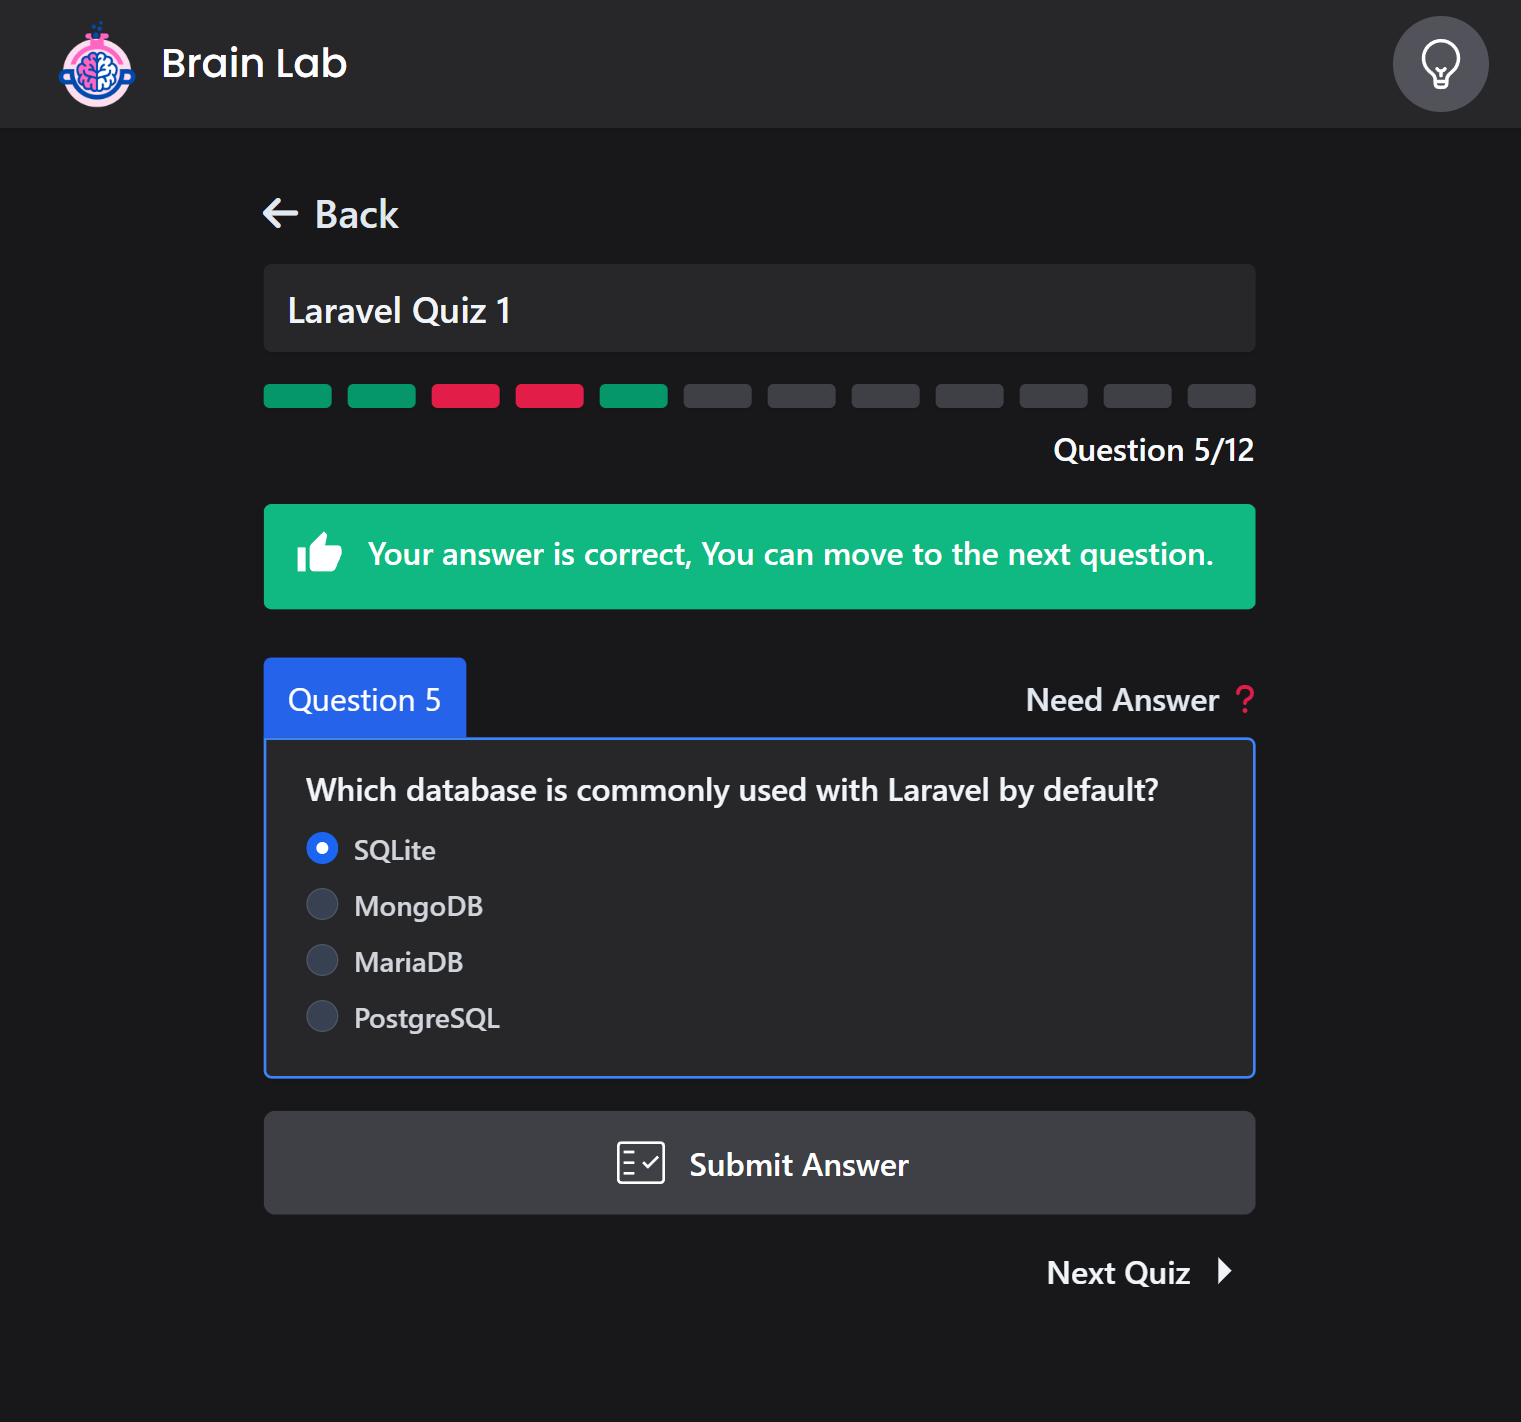 Brain Lab
Back
Laravel Quiz 1
Question 5/12
Your answer is correct, You can move to the next question.
Question 5
Need Answer ?
Which database is commonly used with Laravel by default?
SQLite
MongoDB
MariaDB
PostgreSQL
Submit Answer
Next Quiz